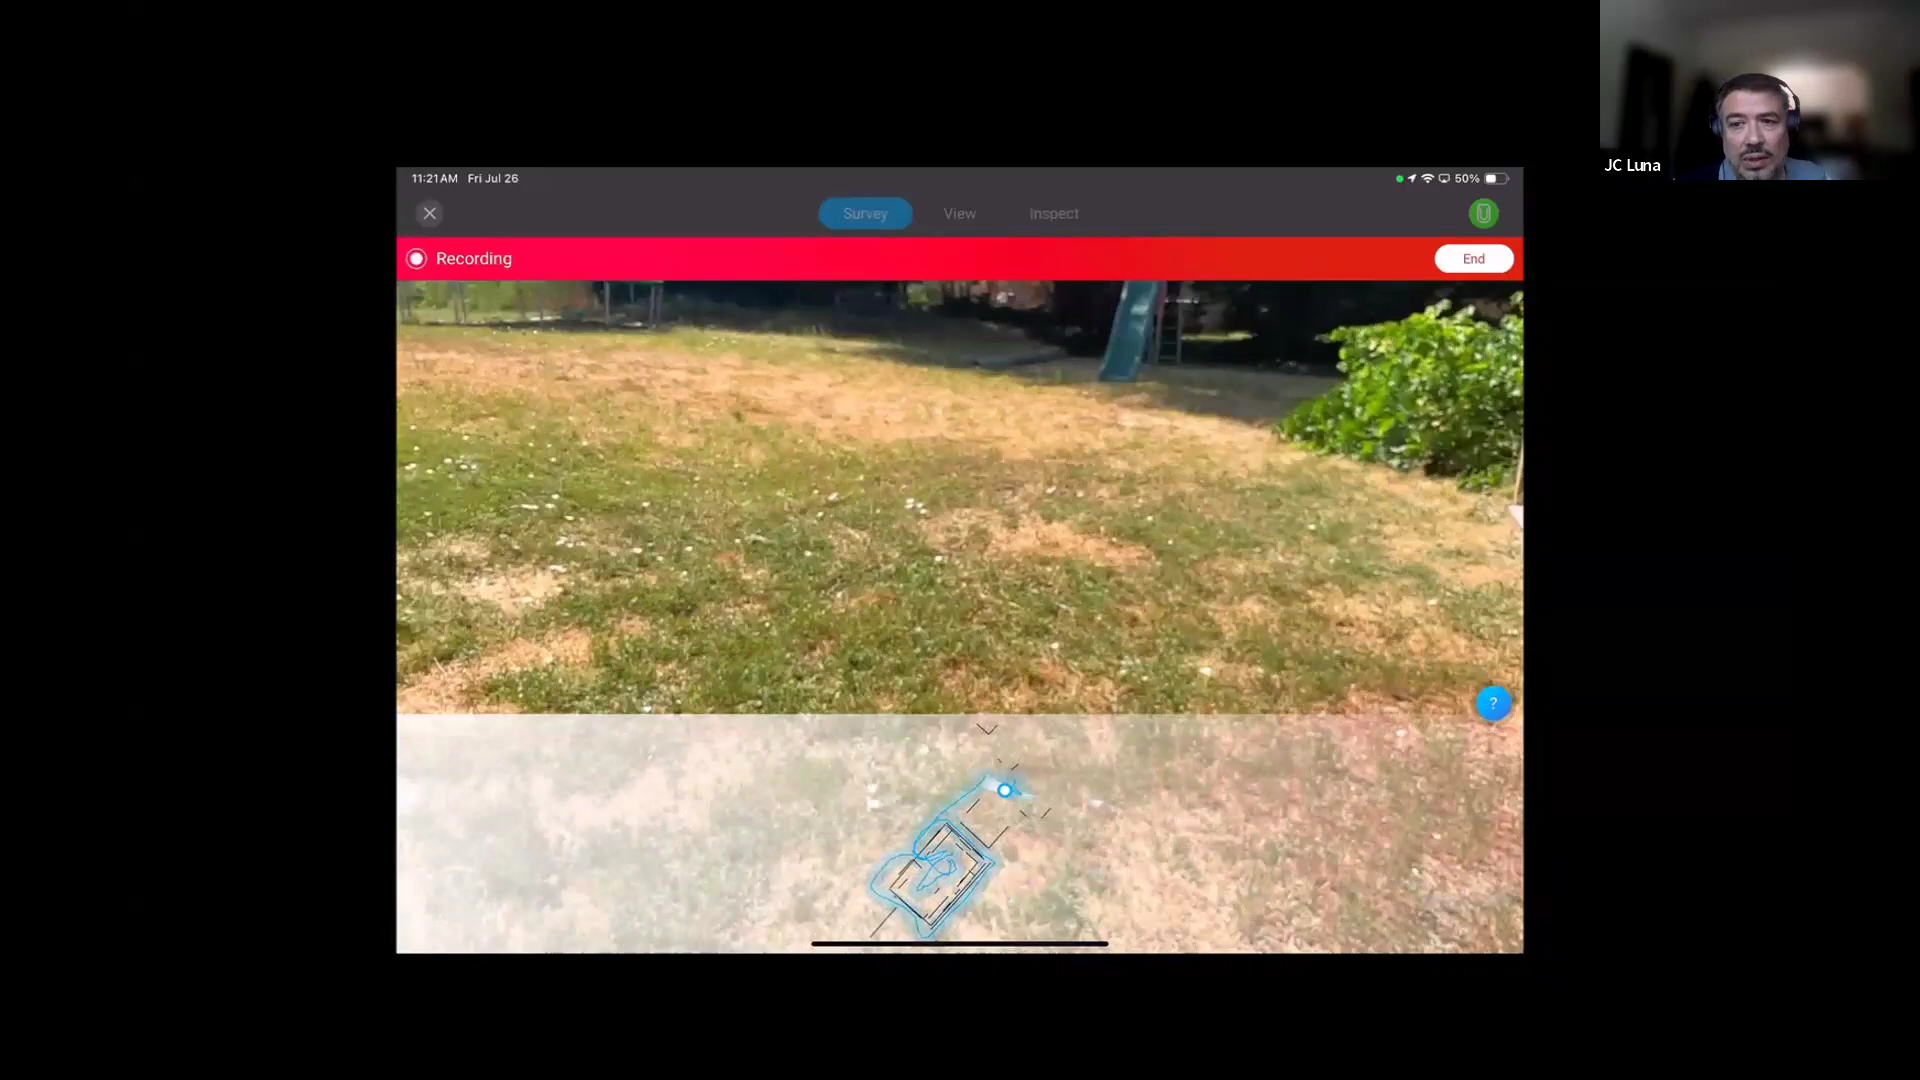 JC Luna
11:21 AM Fri Jul 26
50%
Survey View Inspect
Recording
End
?